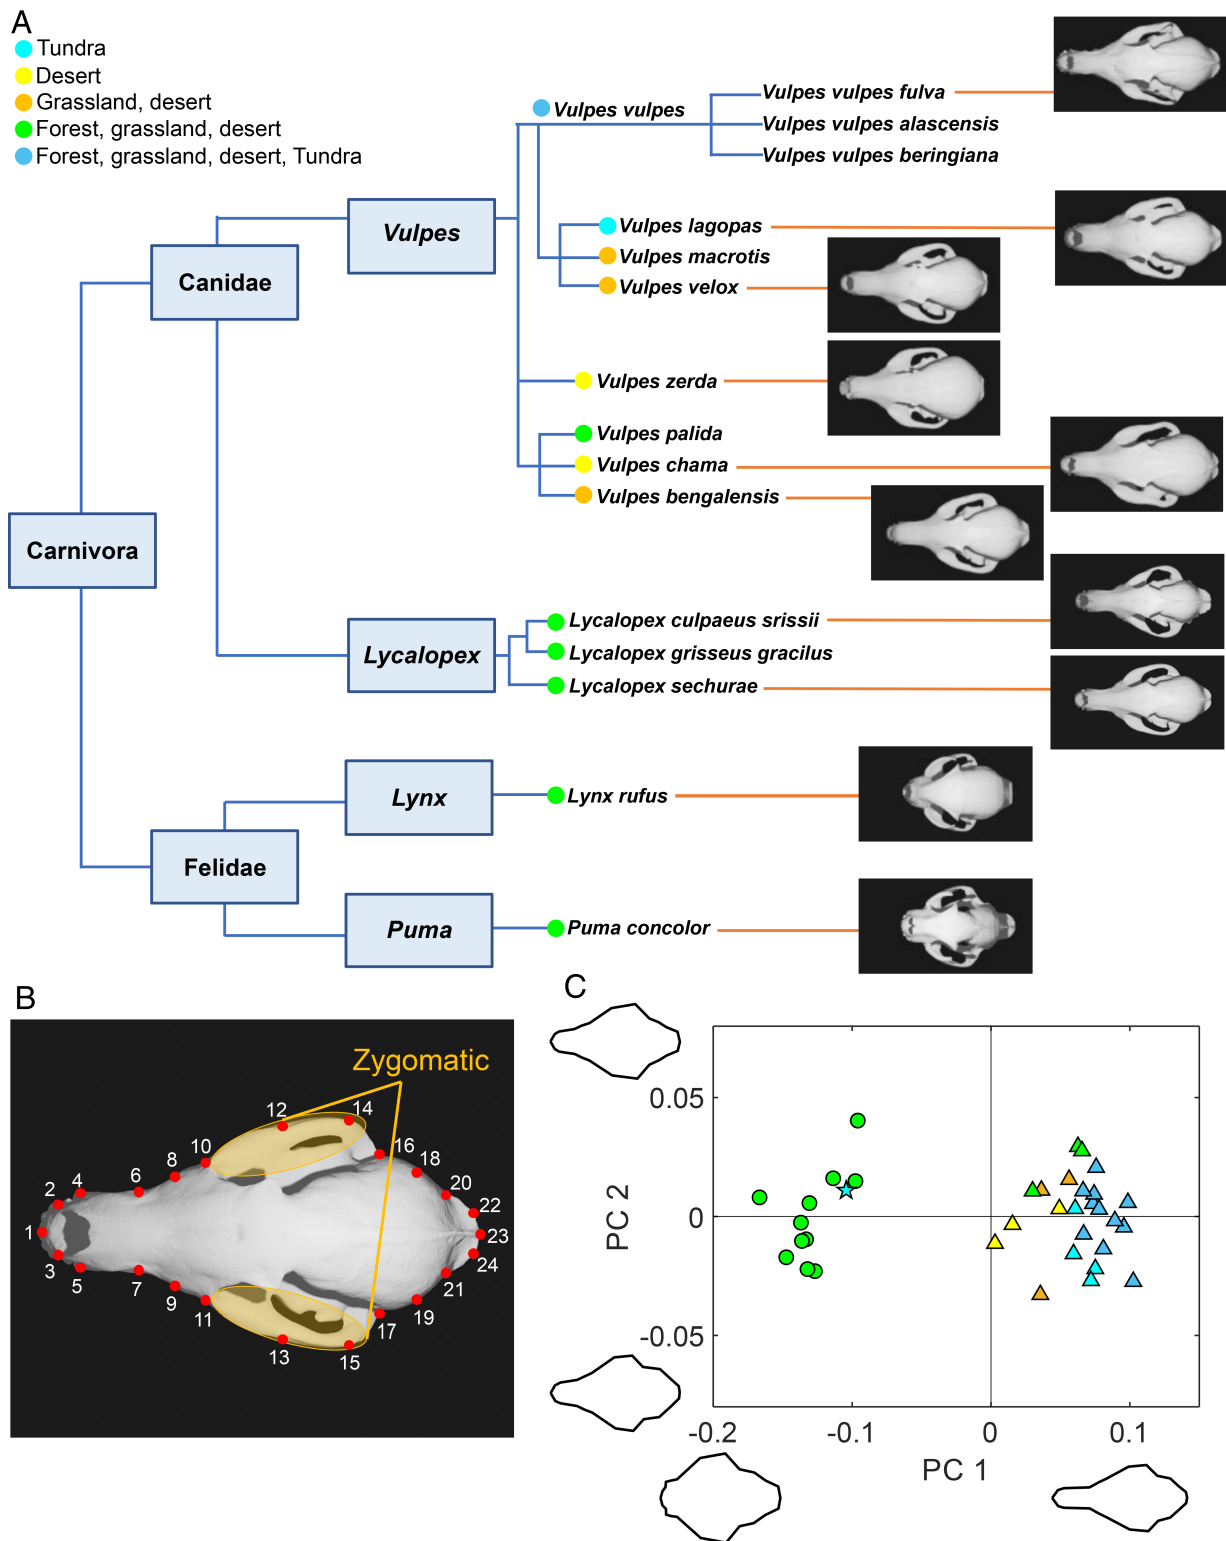 A
Tundra
Desert
Grassland, desert
Forest, grassland, desert
Forest, grassland, desert, Tundra
Carnivora
Canidae
Felidae
Vulpes
Lycalopex
Lynx
Puma
Vulpes vulpes
Vulpes vulpes fulva
Vulpes vulpes alascensis
Vulpes vulpes beringiana
Vulpes lagopas
Vulpes macrotis
Vulpes velox
Vulpes zerda
Vulpes palida
Vulpes chama
Vulpes bengalensis
Lycalopex culpaeus srissii
Lycalopex grisseus gracilus
Lycalopex sechurae
Lynx rufus
Puma concolor
B
Zygomatic
1
2
3
4
5
6
7
8
9
10
11
12
13
14
15
16
17
18
19
20
21
22
23
24
C
PC 2
0.05
0
-0.05
-0.2
-0.1
0
0.1
PC 1